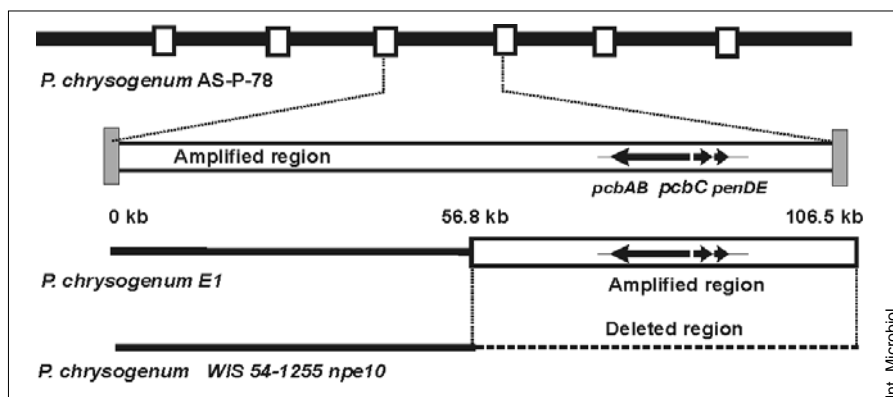 P. chrysogenum AS-P-78
Amplified region
pcbAB pcbC penDE
0 kb 56.8 kb 106.5 kb
P. chrysogenum E1
Amplified region
Deleted region
P. chrysogenum WIS 54-1255 npe10
Int. Microbiol